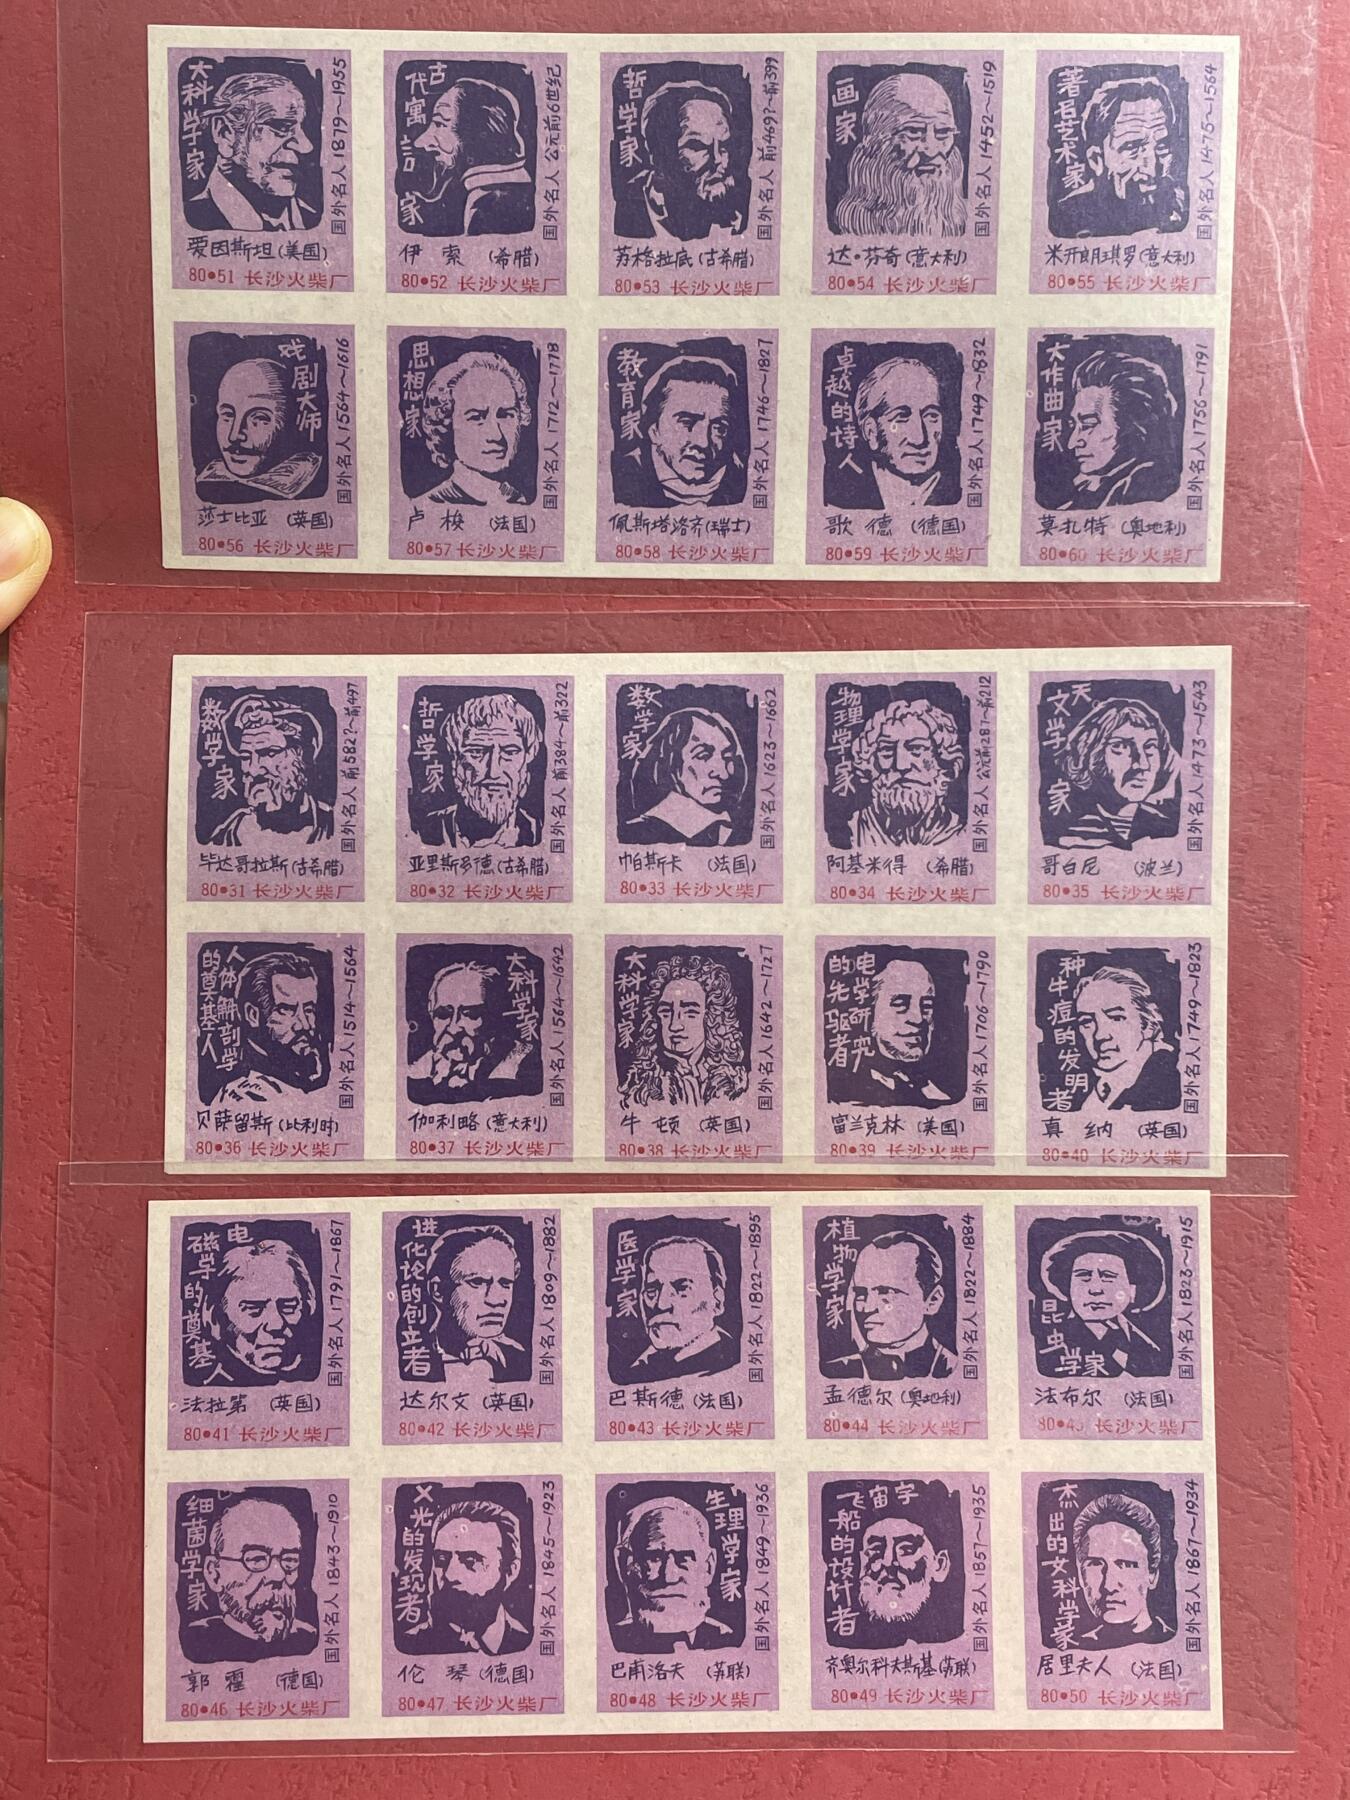 大科学家
国外名人 1879～1955
爱因斯坦(美国)
80•51 长沙火柴厂
古代寓言家
国外名人 公元前6世纪
伊索 (希腊)
80•52 长沙火柴厂
哲学家
国外名人 前469?～前399
苏格拉底(古希腊)
80•53 长沙火柴厂
画家
国外名人 1452～1519
达•芬奇(意大利)
80•54 长沙火柴厂
著名艺术家
国外名人 1475～1564
米开朗琪罗(意大利)
80•55 长沙火柴厂
戏剧大师
国外名人 1564～1616
莎士比亚 (英国)
80•56 长沙火柴厂
思想家
国外名人 1712～1778
卢梭 (法国)
80•57 长沙火柴厂
教育家
国外名人 1746～1827
佩斯塔洛齐(瑞士)
80•58 长沙火柴厂
卓越的诗人
国外名人 1749～1832
歌德 (德国)
80•59 长沙火柴厂
大作曲家
国外名人 1756～1791
莫扎特 (奥地利)
80•60 长沙火柴厂
数学家
国外名人 前582?～前497
毕达哥拉斯(古希腊)
80•31 长沙火柴厂
哲学家
国外名人 前384～前322
亚里斯多德(古希腊)
80•32 长沙火柴厂
数学家
国外名人 1623～1662
帕斯卡 (法国)
80•33 长沙火柴厂
物理学家
国外名人 公元前287～前212
阿基米得 (希腊)
80•34 长沙火柴厂
天文学家
国外名人 1473～1543
哥白尼 (波兰)
80•35 长沙火柴厂
人体解剖学的奠基人
国外名人 1514～1564
贝萨留斯(比利时)
80•36 长沙火柴厂
大科学家
国外名人 1564～1642
伽利略(意大利)
80•37 长沙火柴厂
大科学家
国外名人 1642～1727
牛顿 (英国)
80•38 长沙火柴厂
电学研究的先驱者
国外名人 1706～1790
富兰克林(美国)
80•39 长沙火柴厂
种牛痘的发明者
国外名人 1749～1823
真纳 (英国)
80•40 长沙火柴厂
电磁学的奠基人
国外名人 1791～1867
法拉第 (英国)
80•41 长沙火柴厂
进化论的创立者
国外名人 1809～1882
达尔文 (英国)
80•42 长沙火柴厂
医学家
国外名人 1822～1895
巴斯德 (法国)
80•43 长沙火柴厂
植物学家
国外名人 1822～1884
孟德尔(奥地利)
80•44 长沙火柴厂
昆虫学家
国外名人 1823～1915
法布尔 (法国)
80•45 长沙火柴厂
细菌学家
国外名人 1843～1910
郭霍 (德国)
80•46 长沙火柴厂
X光的发现者
国外名人 1845～1923
伦琴(德国)
80•47 长沙火柴厂
生理学家
国外名人 1849～1936
巴甫洛夫 (苏联)
80•48 长沙火柴厂
宇宙飞船的设计者
国外名人 1857～1935
齐奥尔科夫斯基(苏联)
80•49 长沙火柴厂
杰出的女科学家
国外名人 1867～1934
居里夫人 (法国)
80•50 长沙火柴厂